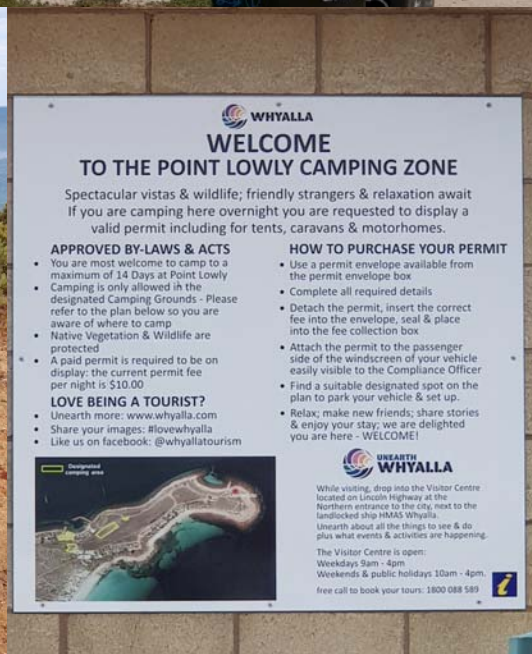 WHYALLA
WELCOME
TO THE POINT LOWLY CAMPING ZONE
Spectacular vistas & wildlife; friendly strangers & relaxation await
If you are camping here overnight you are requested to display a
valid permit including for tents, caravans & motorhomes.
APPROVED BY-LAWS & ACTS
• You are most welcome to camp to a
maximum of 14 Days at Point Lowly
• Camping is only allowed in the
designated Camping Grounds - Please
refer to the plan below so you are
aware of where to camp
• Native Vegetation & Wildlife are
protected
• A paid permit is required to be on
display: the current permit fee
per night is $10.00
LOVE BEING A TOURIST?
• Unearth more: www.whyalla.com
• Share your images: #lovewhyalla
• Like us on facebook: @whyallatourism
Designated
camping area
HOW TO PURCHASE YOUR PERMIT
• Use a permit envelope available from
the permit envelope box
• Complete all required details
• Detach the permit, insert the correct
fee into the envelope, seal & place
into the fee collection box
• Attach the permit to the passenger
side of the windscreen of your vehicle
easily visible to the Compliance Officer
• Find a suitable designated spot on the
plan to park your vehicle & set up.
• Relax; make new friends; share stories
& enjoy your stay; we are delighted
you are here - WELCOME!
UNEARTH
WHYALLA
While visiting, drop into the Visitor Centre
located on Lincoln Highway at the
Northern entrance to the city, next to the
landlocked ship HMAS Whyalla.
Unearth about all the things to see & do
plus what events & activities are happening.
The Visitor Centre is open:
Weekdays 9am - 4pm
Weekends & public holidays 10am - 4pm.
free call to book your tours: 1800 088 589
i